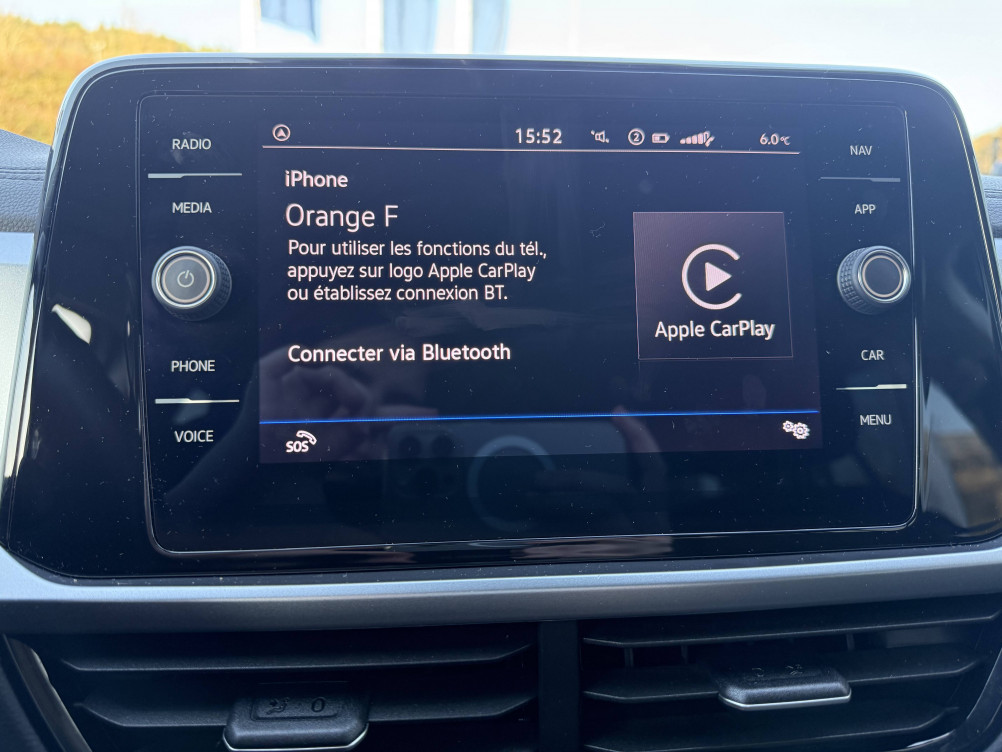 RADIO
MEDIA
PHONE
VOICE
15:52
2
6.0°C
iPhone
Orange F
Pour utiliser les fonctions du tél.,
appuyez sur logo Apple CarPlay
ou établissez connexion BT.
Connecter via Bluetooth
Apple CarPlay
SOS
NAV
APP
CAR
MENU